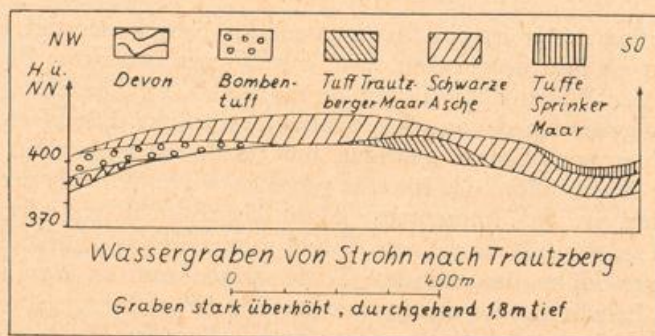 NW SO
H.ü.
NN
Devon Bomben- Tuff Trautz- Schwarze Tuffe
tuff berger Maar Asche Sprinker
Maar
400
370
Wassergraben von Strohn nach Trautzberg
0 400m
Graben stark überhöht, durchgehend 1,8m tief